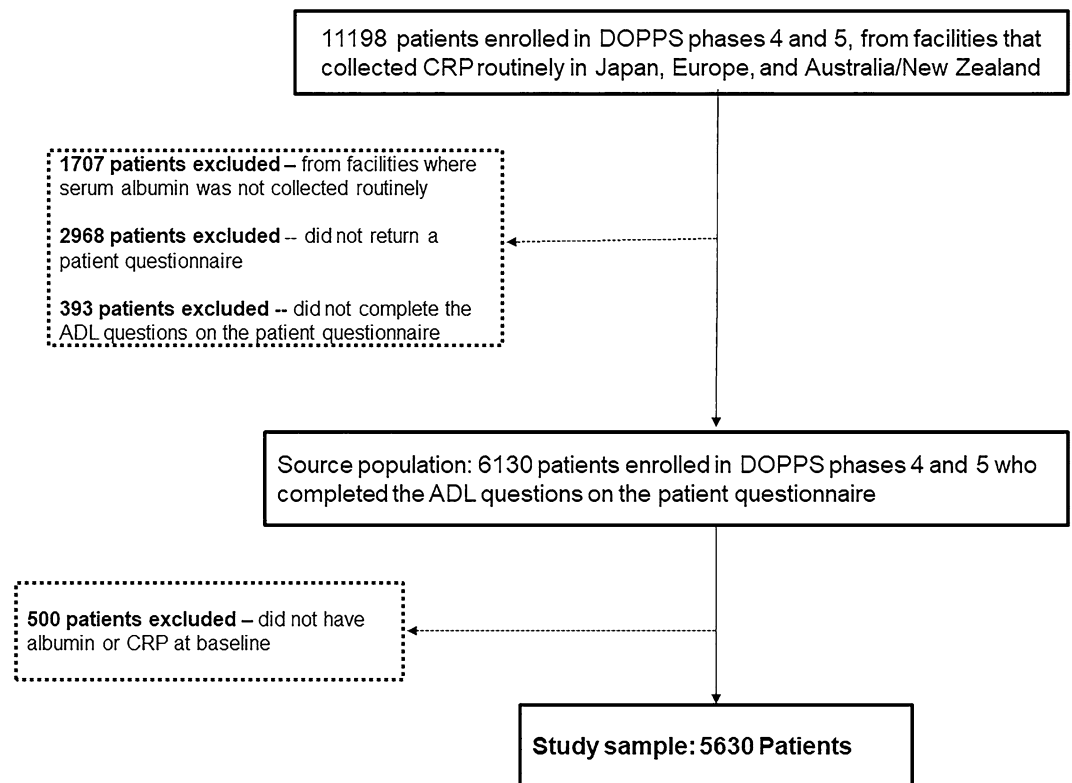 11198 patients enrolled in DOPPS phases 4 and 5, from facilities that
collected CRP routinely in Japan, Europe, and Australia/New Zealand
1707 patients excluded – from facilities where
serum albumin was not collected routinely
2968 patients excluded -- did not return a
patient questionnaire
393 patients excluded -- did not complete the
ADL questions on the patient questionnaire
Source population: 6130 patients enrolled in DOPPS phases 4 and 5 who
completed the ADL questions on the patient questionnaire
500 patients excluded – did not have
albumin or CRP at baseline
Study sample: 5630 Patients